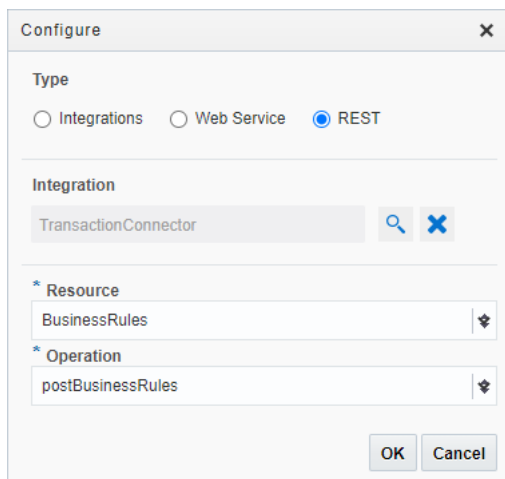 Configure
Type
Integrations Web Service REST
Integration
TransactionConnector
* Resource
BusinessRules
* Operation
postBusinessRules
OK Cancel